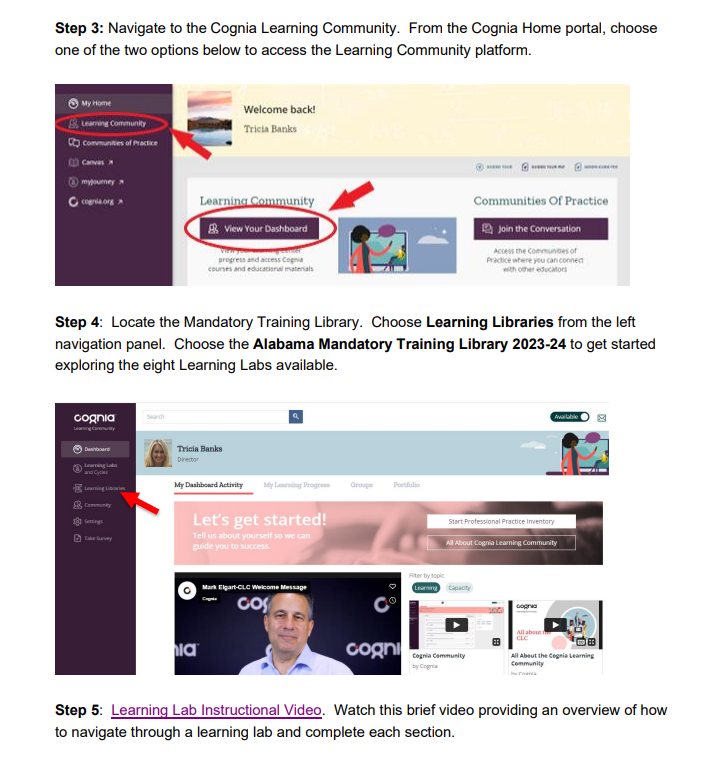 Step 3: Navigate to the Cognia Learning Community. From the Cognia Home portal, choose
one of the two options below to access the Learning Community platform.
My Home
Learning Community
Communities of Practice
Canvas
myJourney
cognia.org
Welcome back!
Tricia Banks
GUIDED TOUR
GUIDED TOUR PDF
Learning Community
View Your Dashboard
progress and access Cognia
courses and educational materials
Communities Of Practice
Join the Conversation
Access the Communities of
Practice where you can connect
with other educators
Step 4: Locate the Mandatory Training Library. Choose Learning Libraries from the left
navigation panel. Choose the Alabama Mandatory Training Library 2023-24 to get started
exploring the eight Learning Labs available.
cognia
Learning Community
Dashboard
Learning Labs
and Cycles
Learning Libraries
Community
Settings
Take Survey
Search
Available
Tricia Banks
Director
My Dashboard Activity
My Learning Progress
Groups
Portfolio
Let's get started!
Tell us about yourself so we can
guide you to success.
Start Professional Practice Inventory
All About Cognia Learning Community
Mark Elgart-CLC Welcome Message
Cognia
cog
nia
cogni
Filter by topic
Learning
Capacity
Cognia Community
by Cognia
cognia
All about the
CLC
All About the Cognia Learning
Community
by Cognia
Step 5: Learning Lab Instructional Video. Watch this brief video providing an overview of how
to navigate through a learning lab and complete each section.